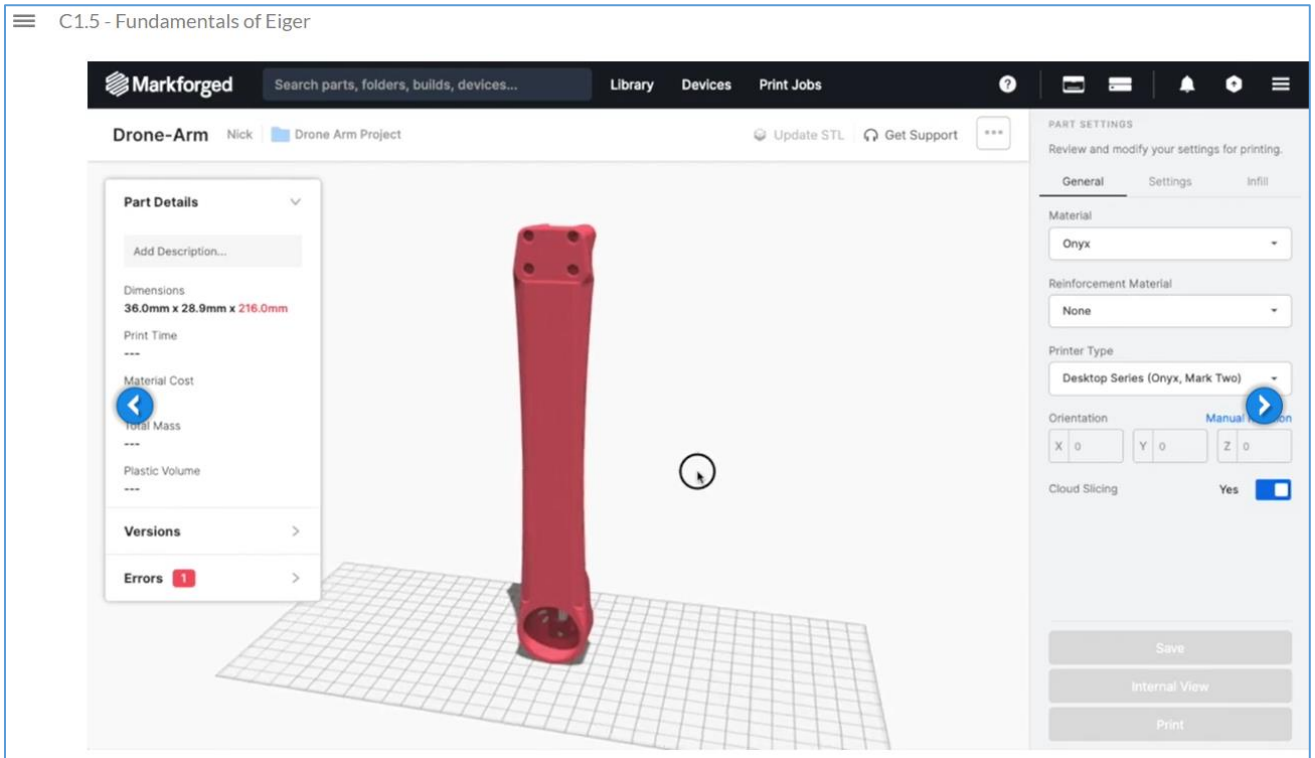 C1.5 - Fundamentals of Eiger
Markforged
Search parts, folders, builds, devices...
Library
Devices
Print Jobs
?
Drone-Arm
Nick
Drone Arm Project
Update STL
Get Support
Part Details
Add Description...
Dimensions
36.0mm x 28.9mm x 216.0mm
Print Time
---
Material Cost
Total Mass
---
Plastic Volume
---
Versions
Errors 1
PART SETTINGS
Review and modify your settings for printing.
General
Settings
Infill
Material
Onyx
Reinforcement Material
None
Printer Type
Desktop Series (Onyx, Mark Two)
Orientation
Manual
X 0
Y 0
Z 0
Cloud Slicing
Yes
Save
Internal View
Print